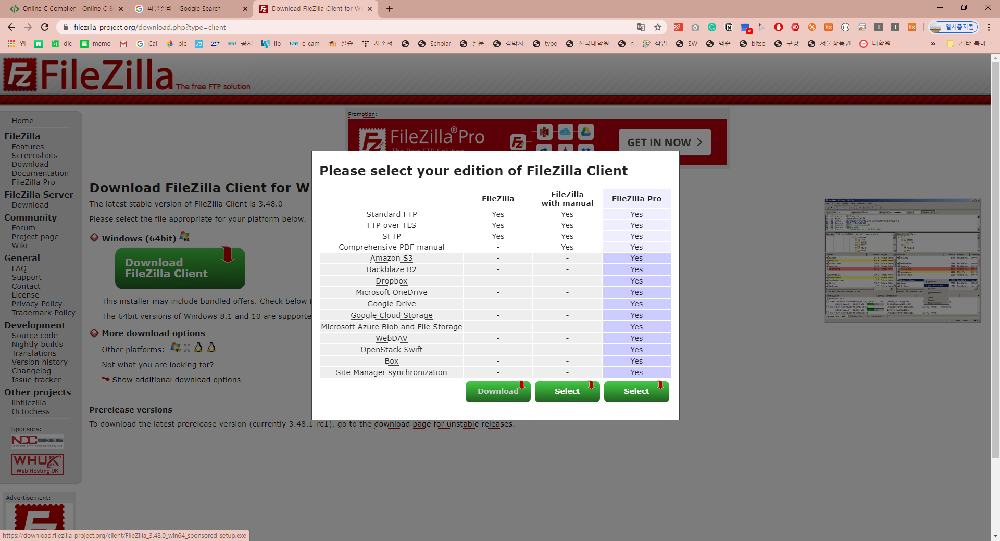 Online C Compiler - Online C E
파일질라 - Google Search
Download FileZilla Client for Wi
filezilla-project.org/download.php?type=client
일시중지됨
앱
dic
memo
Cal
pic
공지
lib
e-cam
실습
자소서
Scholar
설문
김박사
type
전국대학원
n
작업
SW
백준
bitso
쿠팡
서울상품권
대학원
»
기타 북마크
FileZilla The free FTP solution
Home
FileZilla
Features
Screenshots
Download
Documentation
FileZilla Pro
FileZilla Server
Download
Community
Forum
Project page
Wiki
General
FAQ
Support
Contact
License
Privacy Policy
Trademark Policy
Development
Source code
Nightly builds
Translations
Version history
Changelog
Issue tracker
Other projects
libfilezilla
Octochess
Sponsors:
NDC HOST
WHUK
Web Hosting UK
Advertisement:
Promotion:
FileZilla® Pro
The Best FTP Solution
GET IN NOW
Download FileZilla Client for Wi
The latest stable version of FileZilla Client is 3.48.0
Please select the file appropriate for your platform below.
Windows (64bit) 64
Download
FileZilla Client
This installer may include bundled offers. Check below f
The 64bit versions of Windows 8.1 and 10 are supporte
More download options
Other platforms: 32
Not what you are looking for?
Show additional download options
Prerelease versions
To download the latest prerelease version (currently 3.48.1-rc1), go to the download page for unstable releases.
Please select your edition of FileZilla Client
FileZilla
FileZilla
with manual
FileZilla Pro
Standard FTP Yes Yes Yes
FTP over TLS Yes Yes Yes
SFTP Yes Yes Yes
Comprehensive PDF manual - Yes Yes
Amazon S3 - - Yes
Backblaze B2 - - Yes
Dropbox - - Yes
Microsoft OneDrive - - Yes
Google Drive - - Yes
Google Cloud Storage - - Yes
Microsoft Azure Blob and File Storage - - Yes
WebDAV - - Yes
OpenStack Swift - - Yes
Box - - Yes
Site Manager synchronization - - Yes
Download Select Select
https://download.filezilla-project.org/client/FileZilla_3.48.0_win64_sponsored-setup.exe